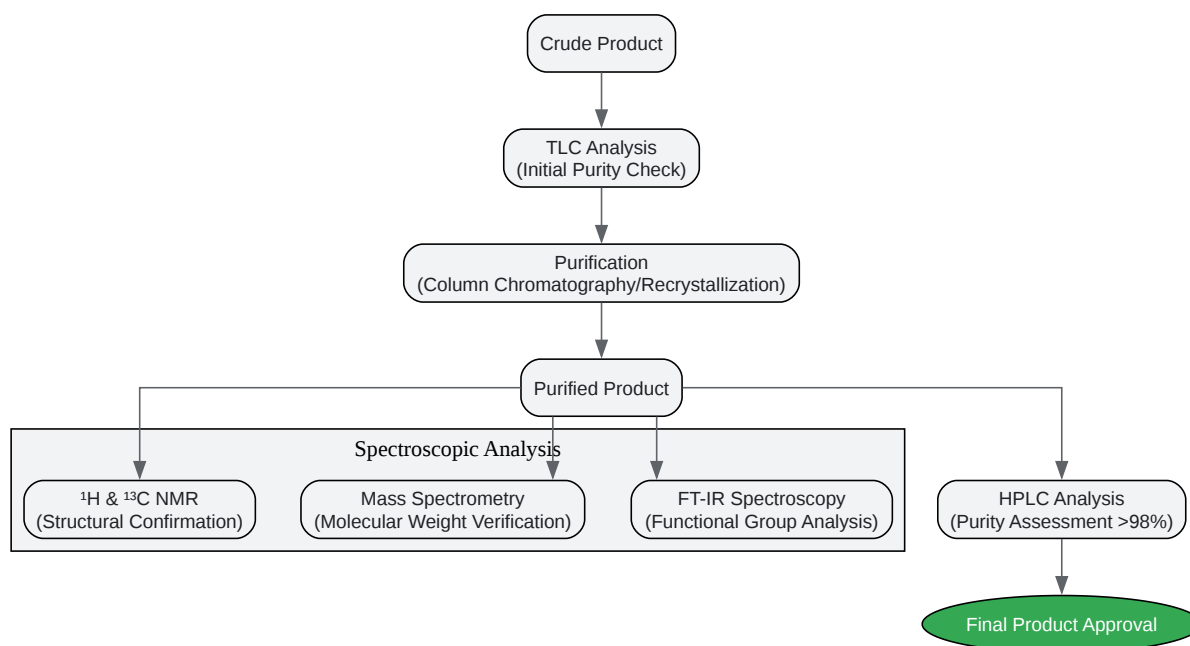 Crude Product
TLC Analysis
(Initial Purity Check)
Purification
(Column Chromatography/Recrystallization)
Purified Product
Spectroscopic Analysis
¹H & ¹³C NMR
(Structural Confirmation)
Mass Spectrometry
(Molecular Weight Verification)
FT-IR Spectroscopy
(Functional Group Analysis)
HPLC Analysis
(Purity Assessment >98%)
Final Product Approval